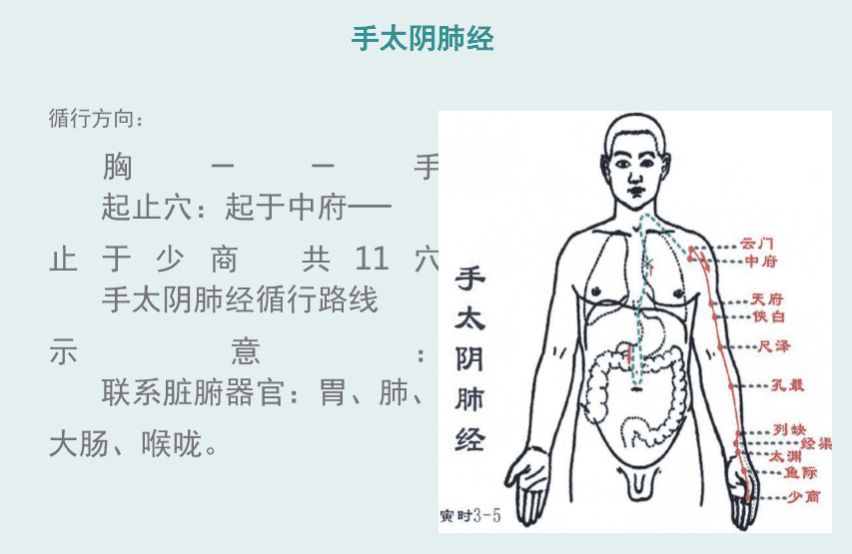 手太阴肺经
循行方向：
胸 — — 手
起止穴：起于中府——
止于少商 共11穴
手太阴肺经循行路线
示意：
联系脏腑器官：胃、肺、
大肠、喉咙。
手太阴肺经
云门
中府
天府
侠白
尺泽
孔最
列缺
经渠
太渊
鱼际
少商
寅时3-5